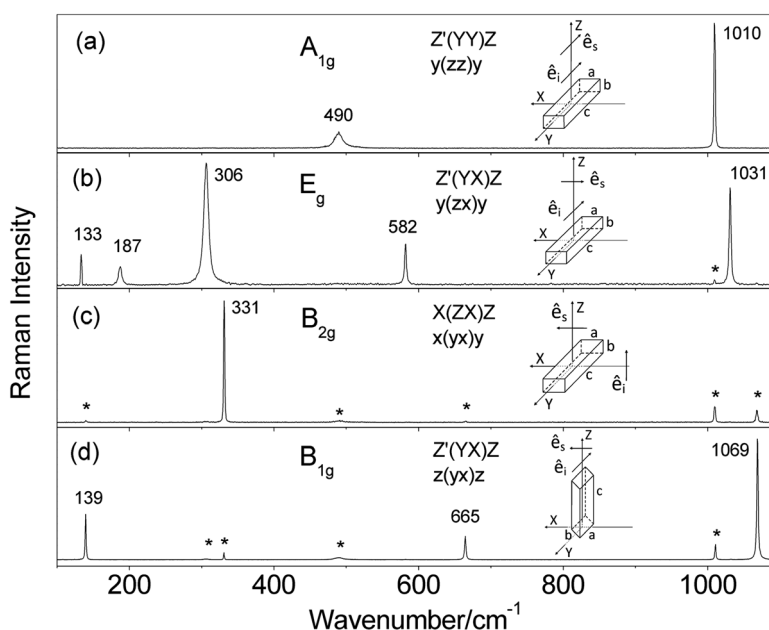 (a)
A1g
Z'(YY)Z
y(zz)y
490
1010
Z
ês
êi
X
a
b
c
Y
(b)
306
Eg
Z'(YX)Z
y(zx)y
1031
133
187
582
*
Z
ês
êi
X
a
b
c
Y
(c)
331
B2g
X(ZX)Z
x(yx)y
* * * * *
Z
ês
a
X
b
c
êi
Y
(d)
B1g
Z'(YX)Z
z(yx)z
1069
139
665
* * * *
ês
Z
êi
c
X
b
a
Y
Raman Intensity
200 400 600 800 1000
Wavenumber/cm-1